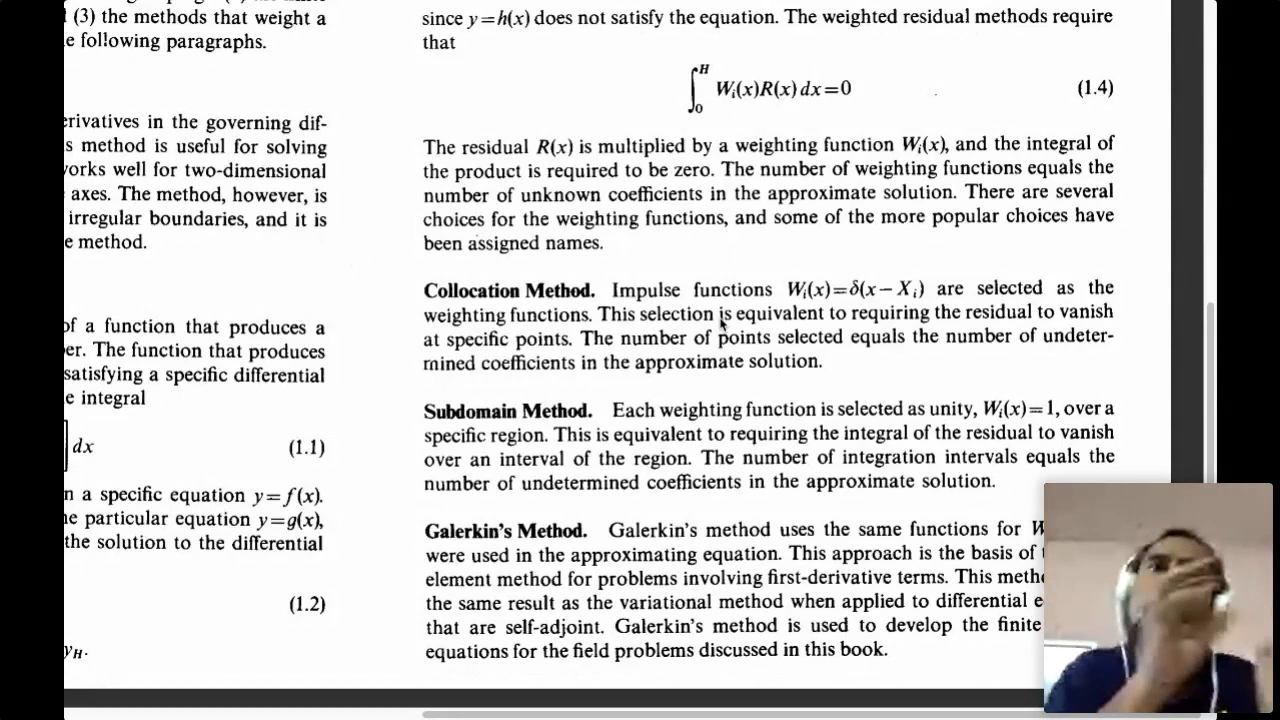 (3) the methods that weight a
e following paragraphs.
erivatives in the governing dif-
s method is useful for solving
orks well for two-dimensional
axes. The method, however, is
irregular boundaries, and it is
e method.
of a function that produces a
er. The function that produces
satisfying a specific differential
e integral
dx (1.1)
n a specific equation y=f(x).
e particular equation y=g(x),
the solution to the differential
(1.2)
yH.
since y=h(x) does not satisfy the equation. The weighted residual methods require
that
∫₀ᴴ Wi(x)R(x) dx=0 (1.4)
The residual R(x) is multiplied by a weighting function Wi(x), and the integral of
the product is required to be zero. The number of weighting functions equals the
number of unknown coefficients in the approximate solution. There are several
choices for the weighting functions, and some of the more popular choices have
been assigned names.
Collocation Method. Impulse functions Wi(x)=δ(x−Xi) are selected as the
weighting functions. This selection is equivalent to requiring the residual to vanish
at specific points. The number of points selected equals the number of undeter-
mined coefficients in the approximate solution.
Subdomain Method. Each weighting function is selected as unity, Wi(x)=1, over a
specific region. This is equivalent to requiring the integral of the residual to vanish
over an interval of the region. The number of integration intervals equals the
number of undetermined coefficients in the approximate solution.
Galerkin's Method. Galerkin's method uses the same functions for W
were used in the approximating equation. This approach is the basis of
element method for problems involving first-derivative terms. This meth
the same result as the variational method when applied to differential e
that are self-adjoint. Galerkin's method is used to develop the finite
equations for the field problems discussed in this book.